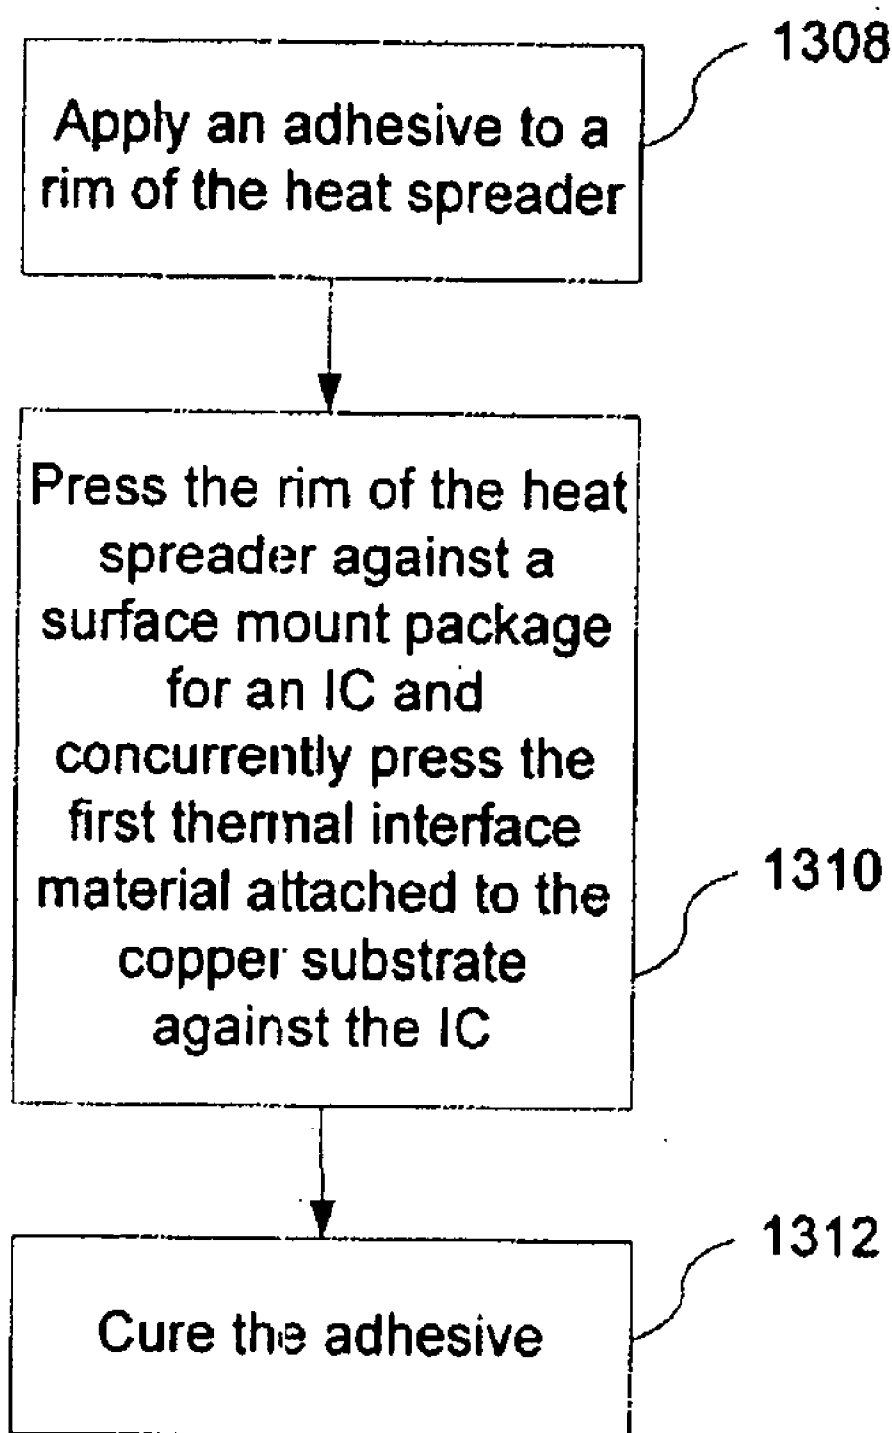 1308
Apply an adhesive to a
rim of the heat spreader
Press the rim of the heat
spreader against a
surface mount package
for an IC and
concurrently press the
first thermal interface
material attached to the
copper substrate
against the IC
1310
1312
Cure the adhesive